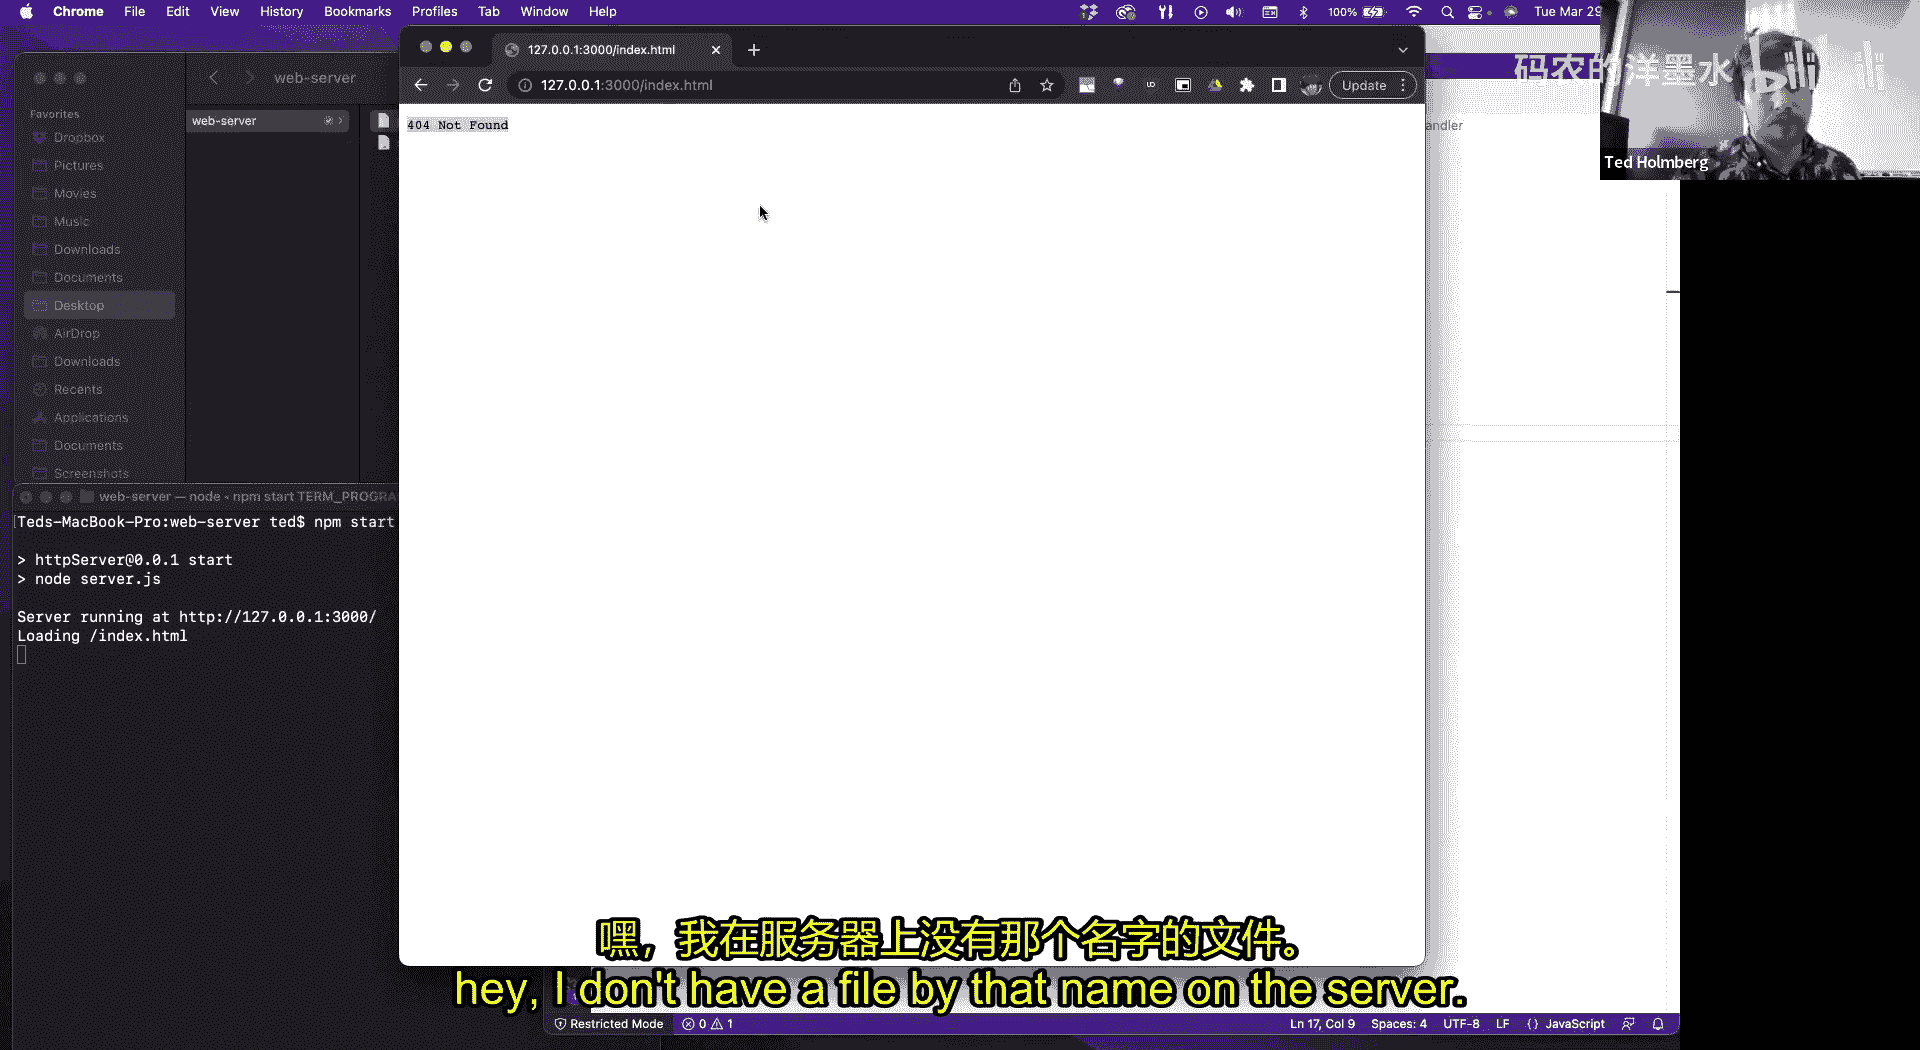 Chrome File Edit View History Bookmarks Profiles Tab Window Help
100%
Tue Mar 29
127.0.0.1:3000/index.html
127.0.0.1:3000/index.html
Update
404 Not Found
web-server
Favorites
Dropbox
Pictures
Movies
Music
Downloads
Documents
Desktop
AirDrop
Downloads
Recents
Applications
Documents
Screenshots
web-server
web-server — node ◂ npm start TERM_PROGRA
Teds-MacBook-Pro:web-server ted$ npm start
> httpServer@0.0.1 start
> node server.js
Server running at http://127.0.0.1:3000/
Loading /index.html
andler
码农的洋墨水
bilibili
Ted Holmberg
嘿，我在服务器上没有那个名字的文件。
hey, I don't have a file by that name on the server.
Restricted Mode
0
1
Ln 17, Col 9 Spaces: 4 UTF-8 LF {} JavaScript